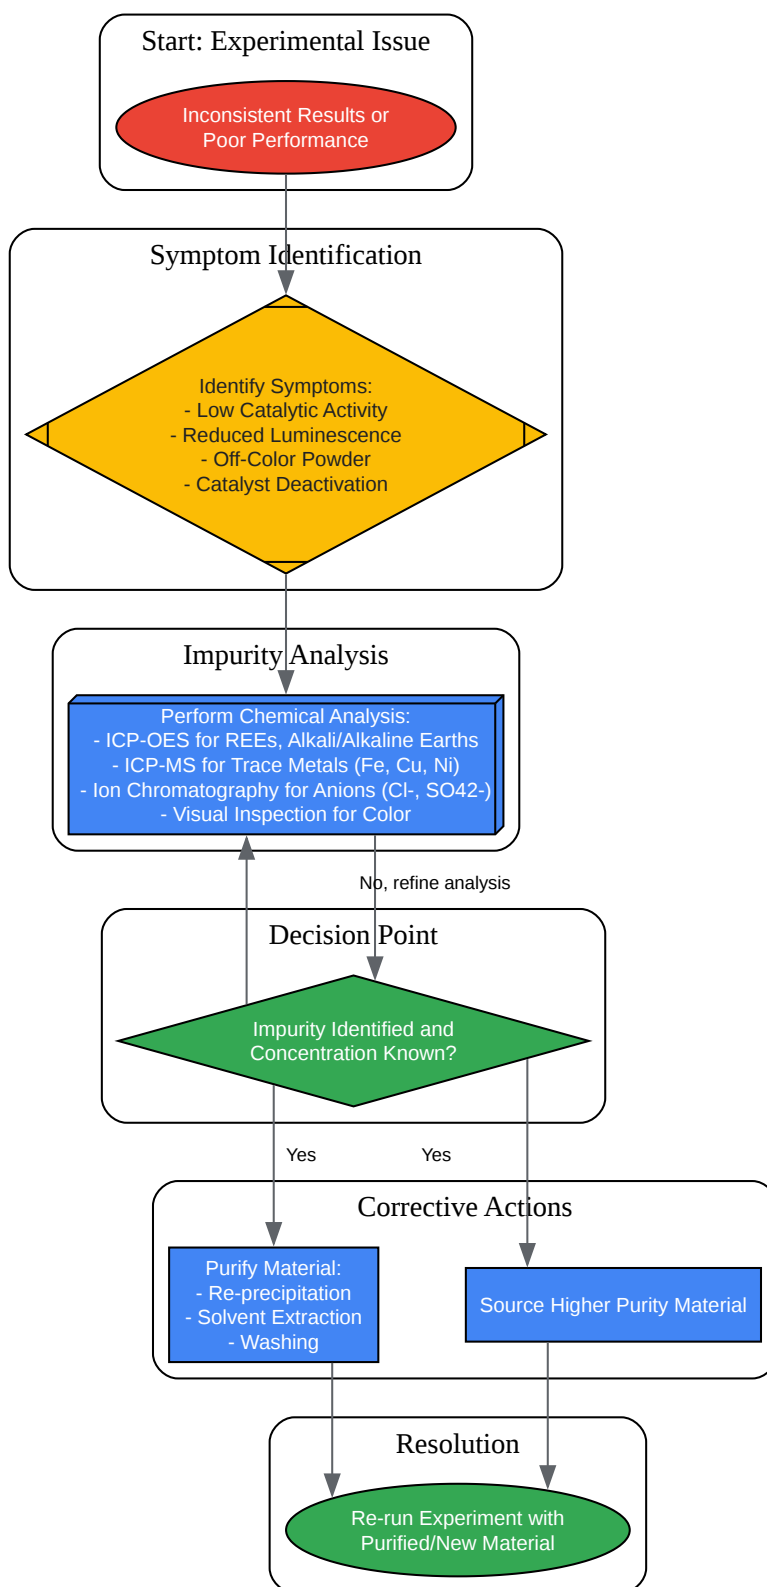 Start: Experimental Issue
Inconsistent Results or
Poor Performance
Symptom Identification
Identify Symptoms:
- Low Catalytic Activity
- Reduced Luminescence
- Off-Color Powder
- Catalyst Deactivation
Impurity Analysis
Perform Chemical Analysis:
- ICP-OES for REEs, Alkali/Alkaline Earths
- ICP-MS for Trace Metals (Fe, Cu, Ni)
- Ion Chromatography for Anions (Cl-, SO42-)
- Visual Inspection for Color
No, refine analysis
Decision Point
Impurity Identified and
Concentration Known?
Yes
Yes
Corrective Actions
Purify Material:
- Re-precipitation
- Solvent Extraction
- Washing
Source Higher Purity Material
Resolution
Re-run Experiment with
Purified/New Material